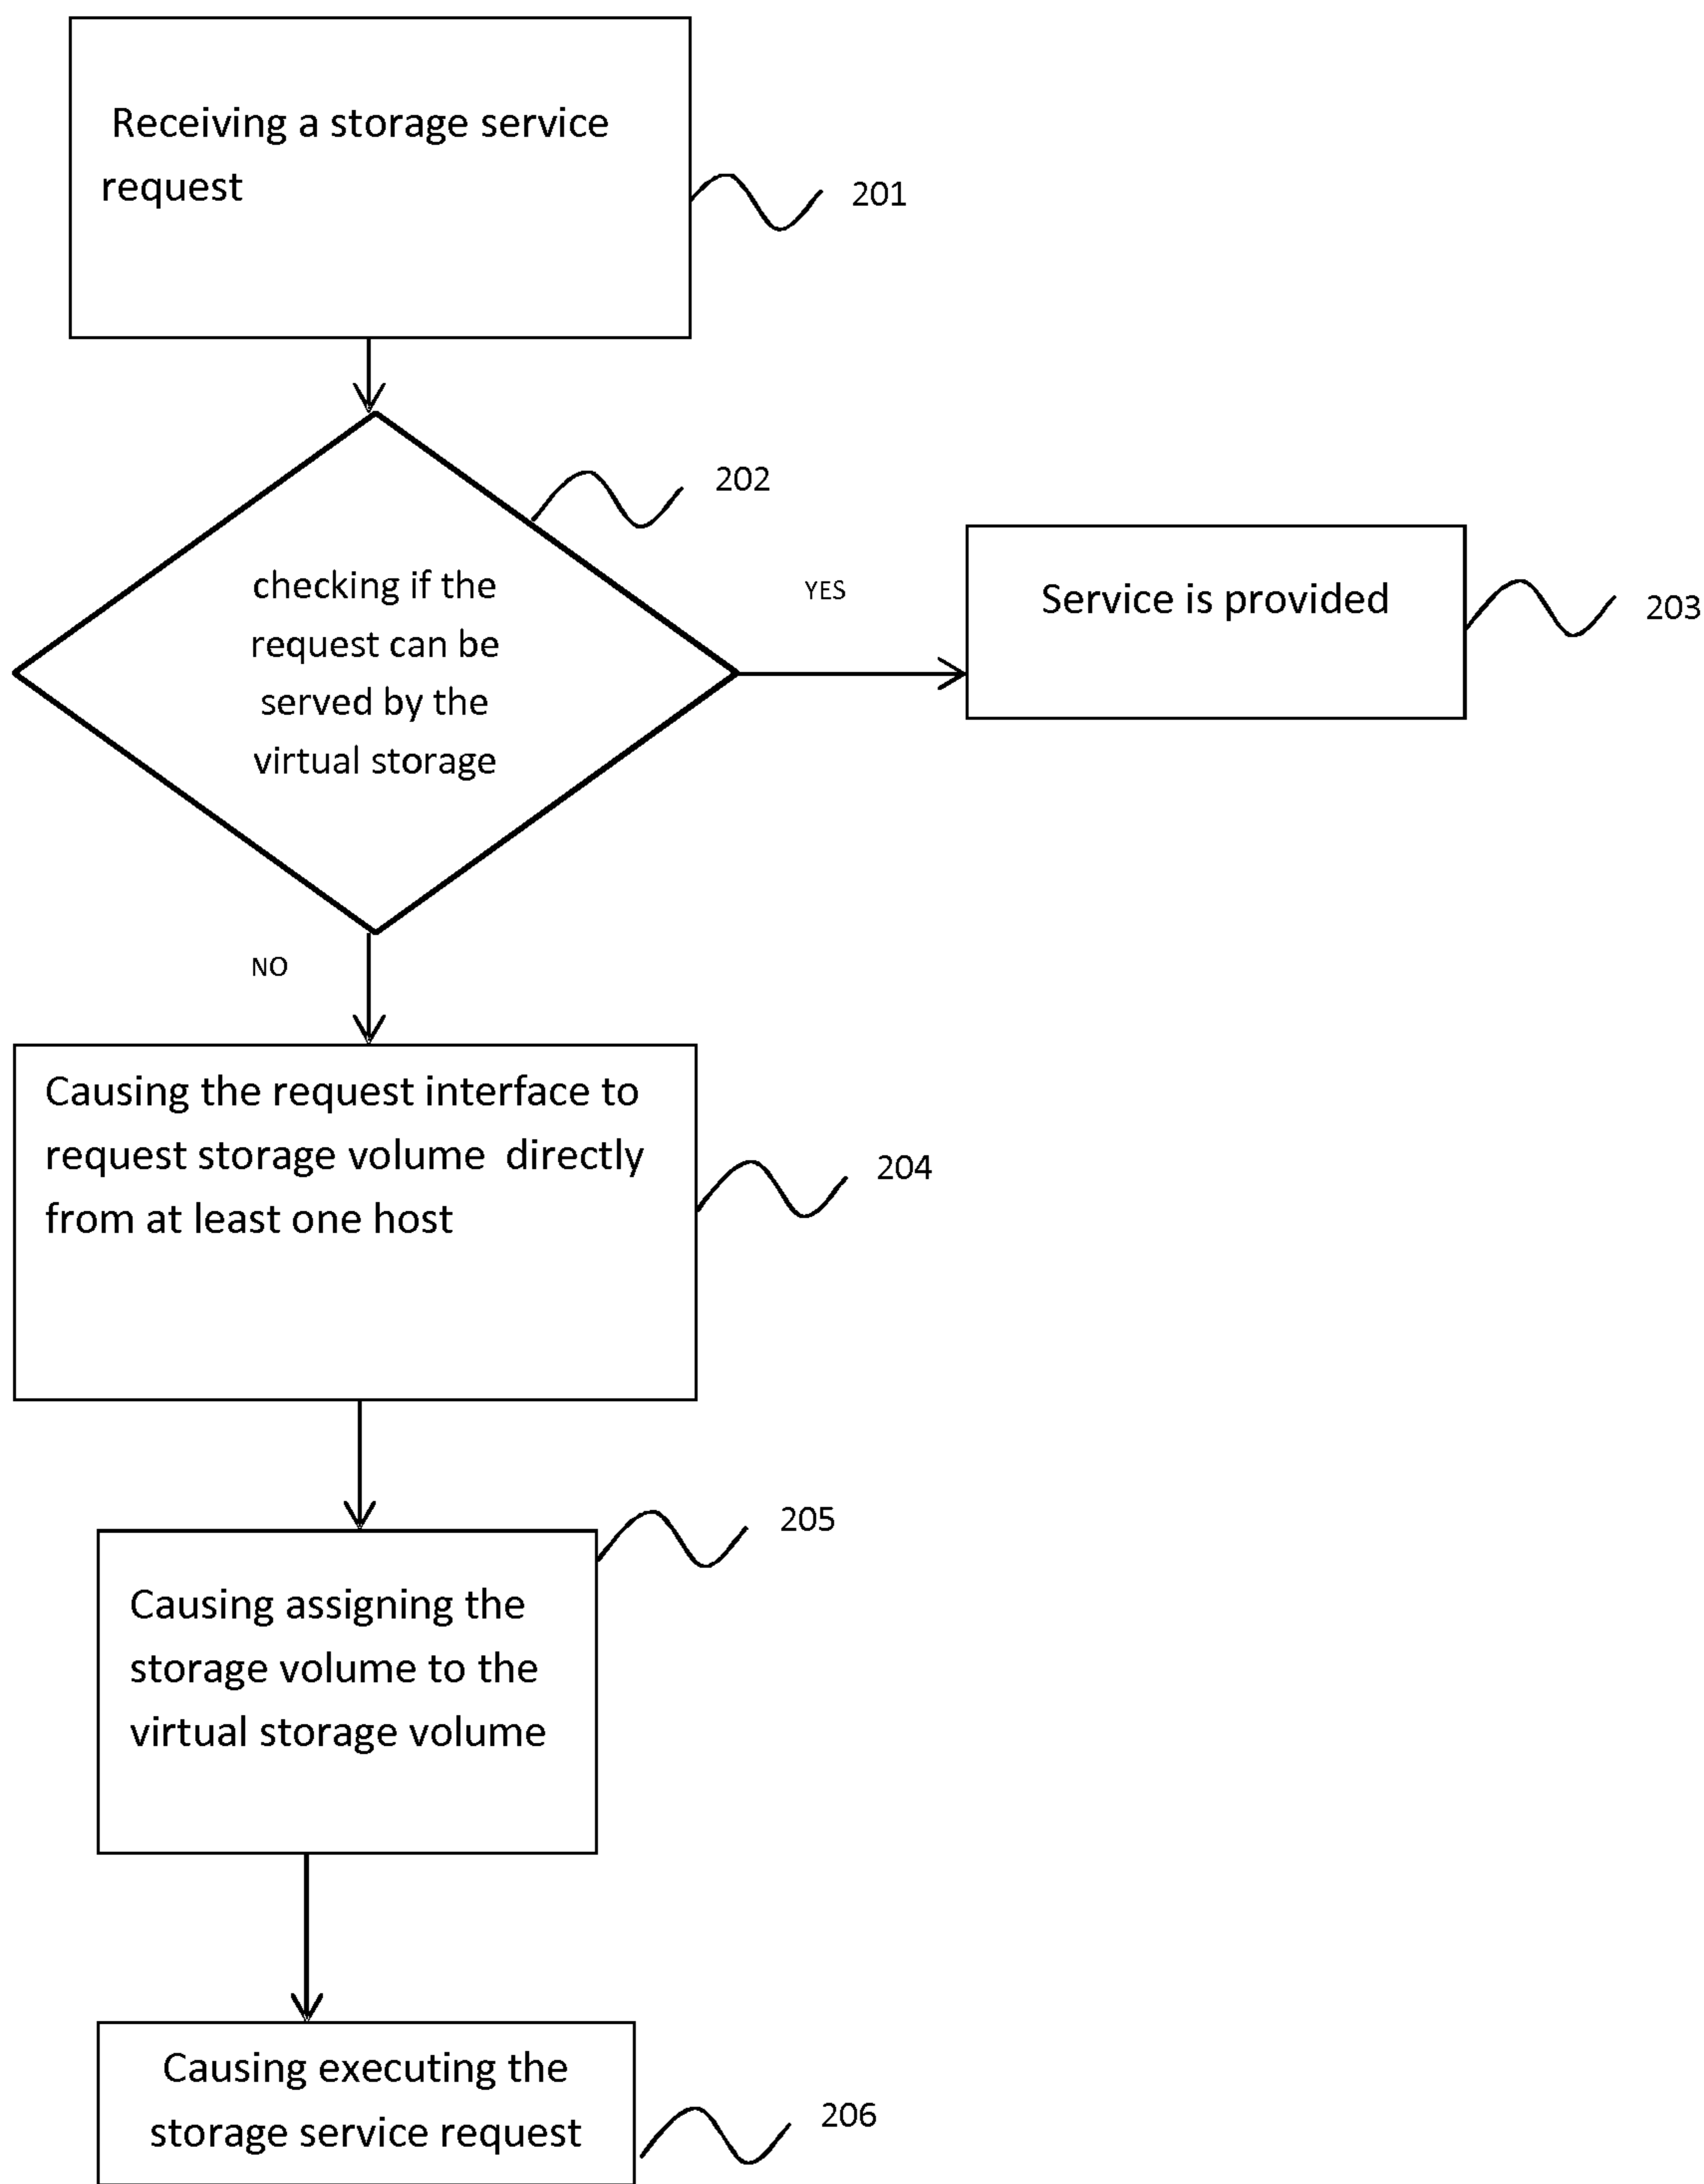 Receiving a storage service
request
201
202
checking if the
request can be
served by the
virtual storage
YES
Service is provided
203
NO
Causing the request interface to
request storage volume directly
from at least one host
204
205
Causing assigning the
storage volume to the
virtual storage volume
Causing executing the
storage service request
206